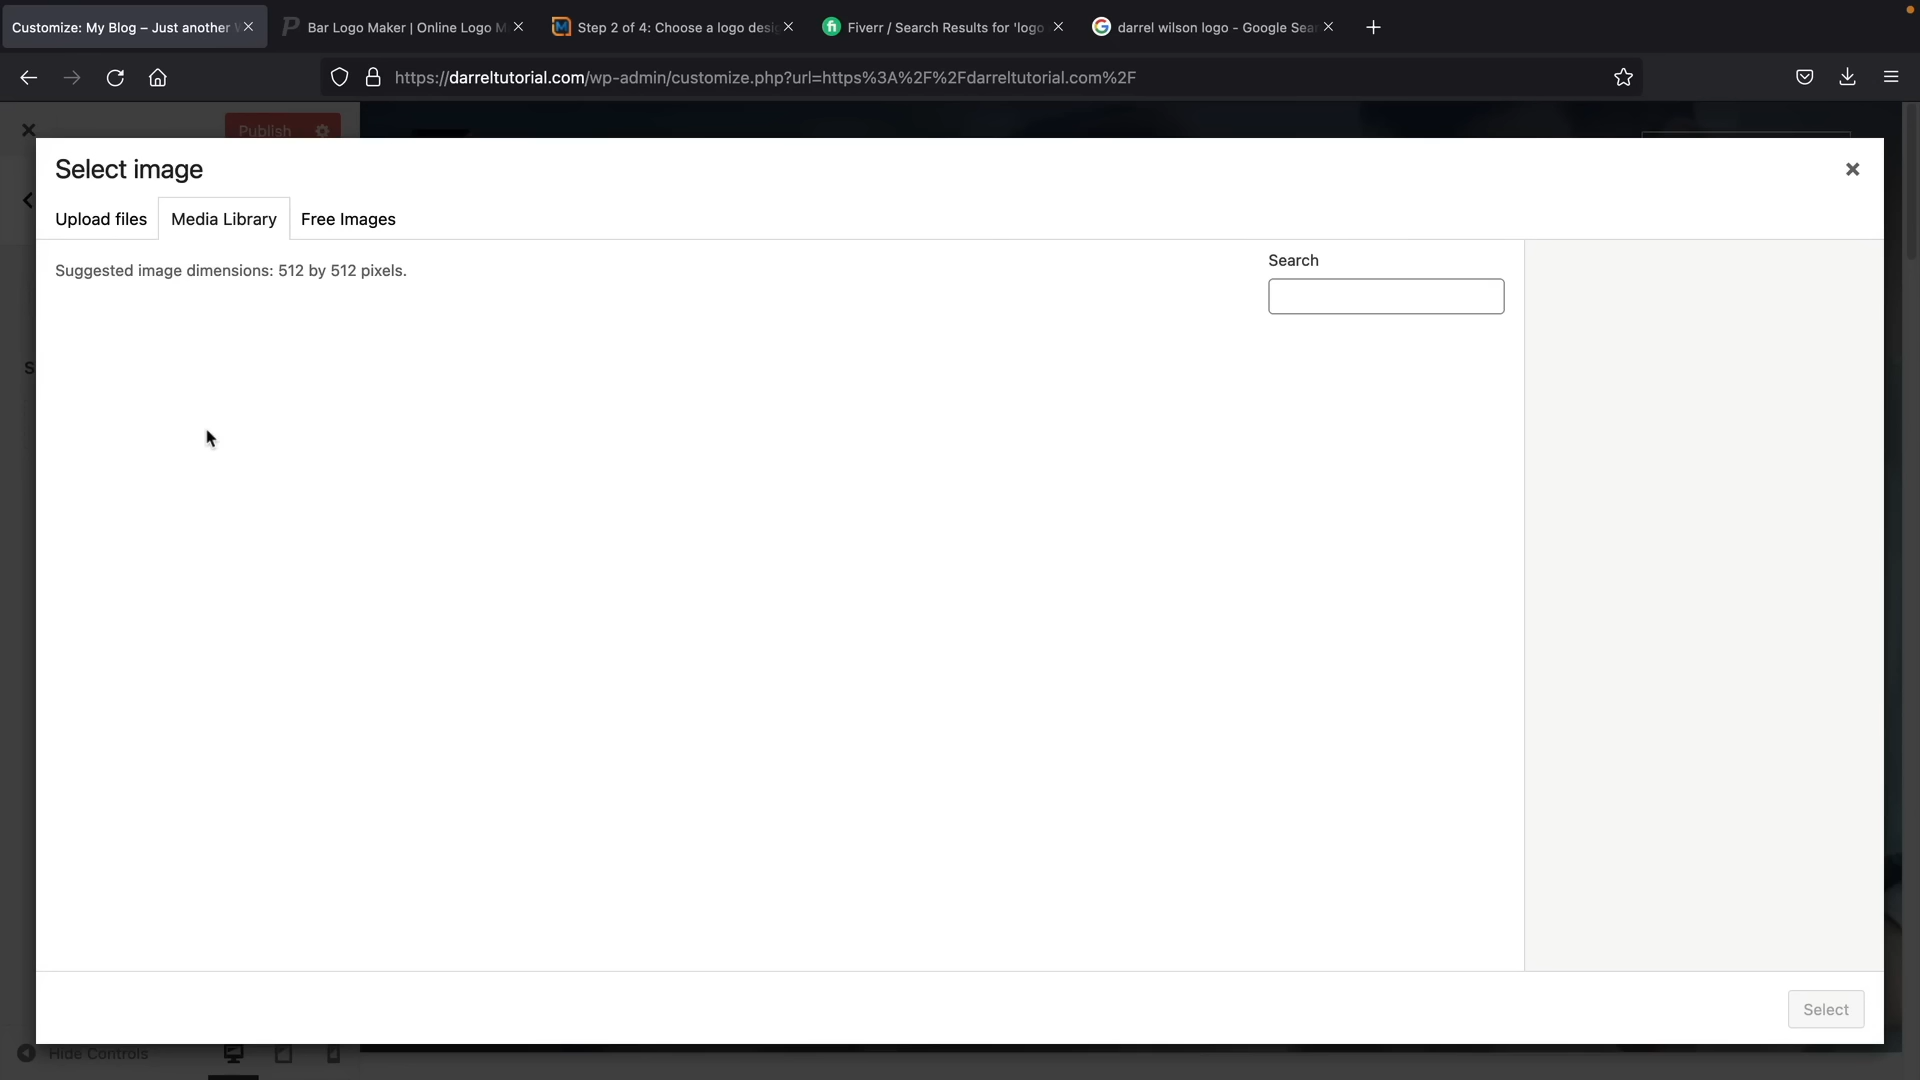 Customize: My Blog – Just another
Bar Logo Maker | Online Logo M
Step 2 of 4: Choose a logo desi
Fiverr / Search Results for 'logo
darrel wilson logo - Google Sea
https://darreltutorial.com/wp-admin/customize.php?url=https%3A%2F%2Fdarreltutorial.com%2F
Publish
Select image
Upload files
Media Library
Free Images
Suggested image dimensions: 512 by 512 pixels.
Search
S
Select
Hide Controls